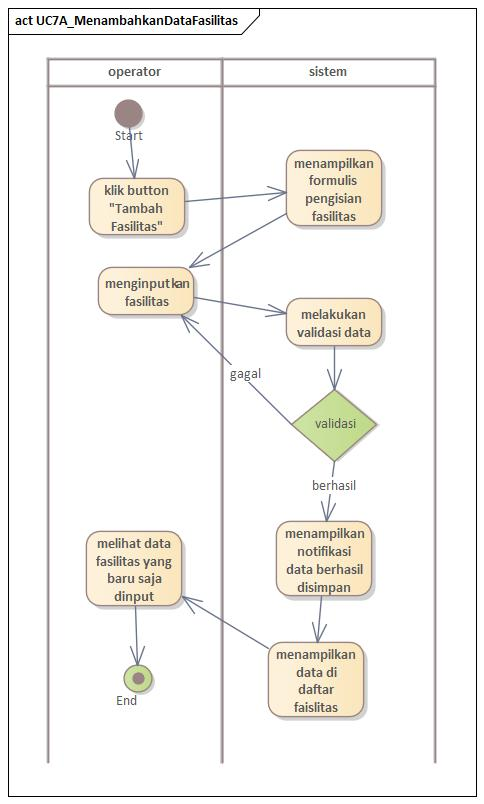 act UC7A_MenambahkanDataFasilitas
operator
sistem
Start
klik button
"Tambah
Fasilitas"
menampilkan
formulis
pengisian
fasilitas
menginputkan
fasilitas
melakukan
validasi data
gagal
validasi
berhasil
menampilkan
notifikasi
data berhasil
disimpan
melihat data
fasilitas yang
baru saja
dinput
menampilkan
data di
daftar
faislitas
End